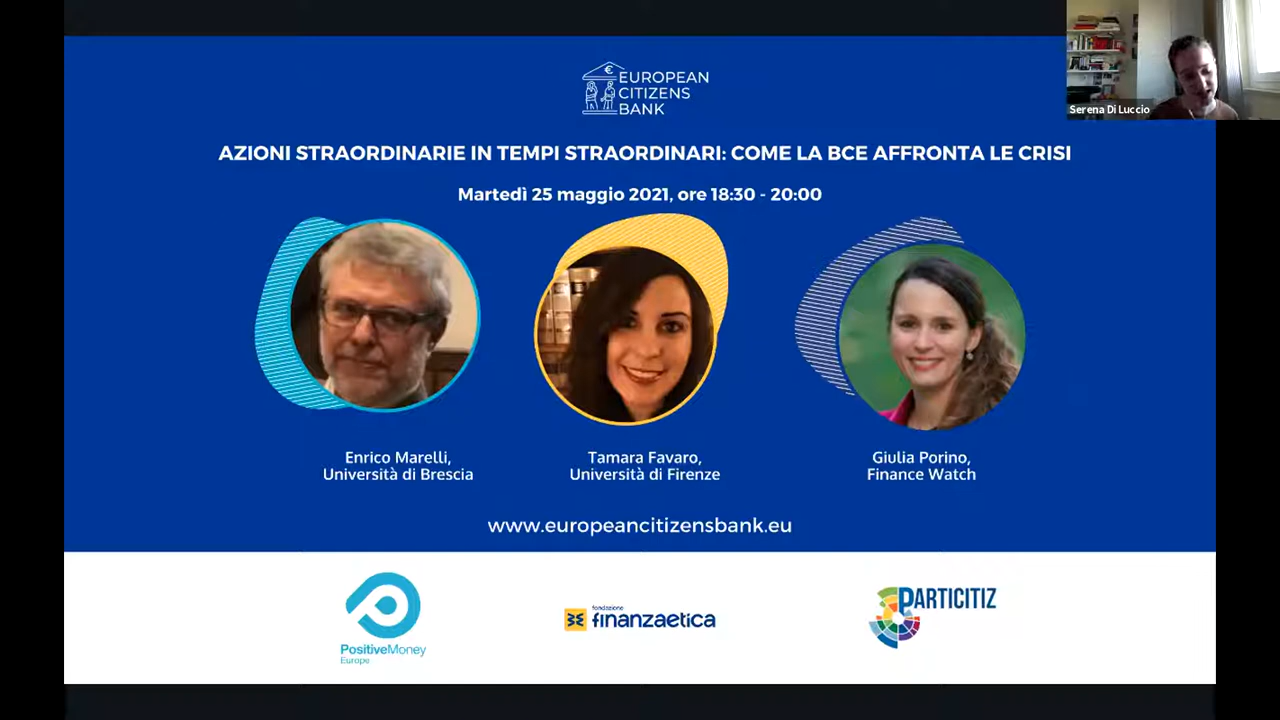 EUROPEAN
CITIZENS
BANK
Serena Di Luccio
AZIONI STRAORDINARIE IN TEMPI STRAORDINARI: COME LA BCE AFFRONTA LE CRISI
Martedì 25 maggio 2021, ore 18:30 - 20:00
Enrico Marelli,
Università di Brescia
Tamara Favaro,
Università di Firenze
Giulia Porino,
Finance Watch
www.europeancitizensbank.eu
PositiveMoney
Europe
fondazione
finanzaetica
PARTICITIZ